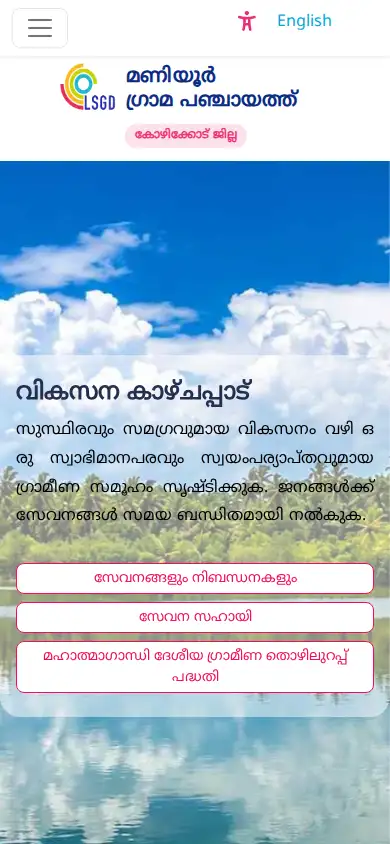 English
LSGD
മണിയൂർ
ഗ്രാമ പഞ്ചായത്ത്
കോഴിക്കോട് ജില്ല
വികസന കാഴ്ചപ്പാട്
സുസ്ഥിരവും സമഗ്രവുമായ വികസനം വഴി ഒ
രു സ്വാഭിമാനപരവും സ്വയംപര്യാപ്തവുമായ
ഗ്രാമീണ സമൂഹം സൃഷ്ടിക്കുക. ജനങ്ങൾക്ക്
സേവനങ്ങൾ സമയ ബന്ധിതമായി നൽകുക.
സേവനങ്ങളും നിബന്ധനകളും
സേവന സഹായി
മഹാത്മാഗാന്ധി ദേശീയ ഗ്രാമീണ തൊഴിലുറപ്പ്
പദ്ധതി